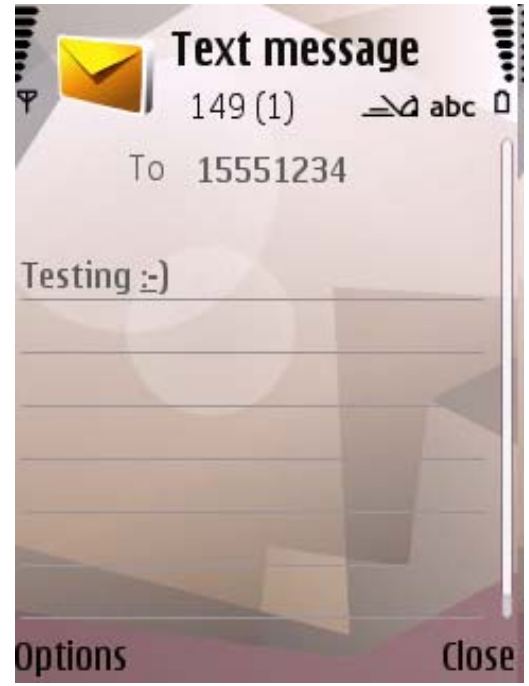 Text message
149 (1) abc
To 15551234
Testing :-)
Options Close